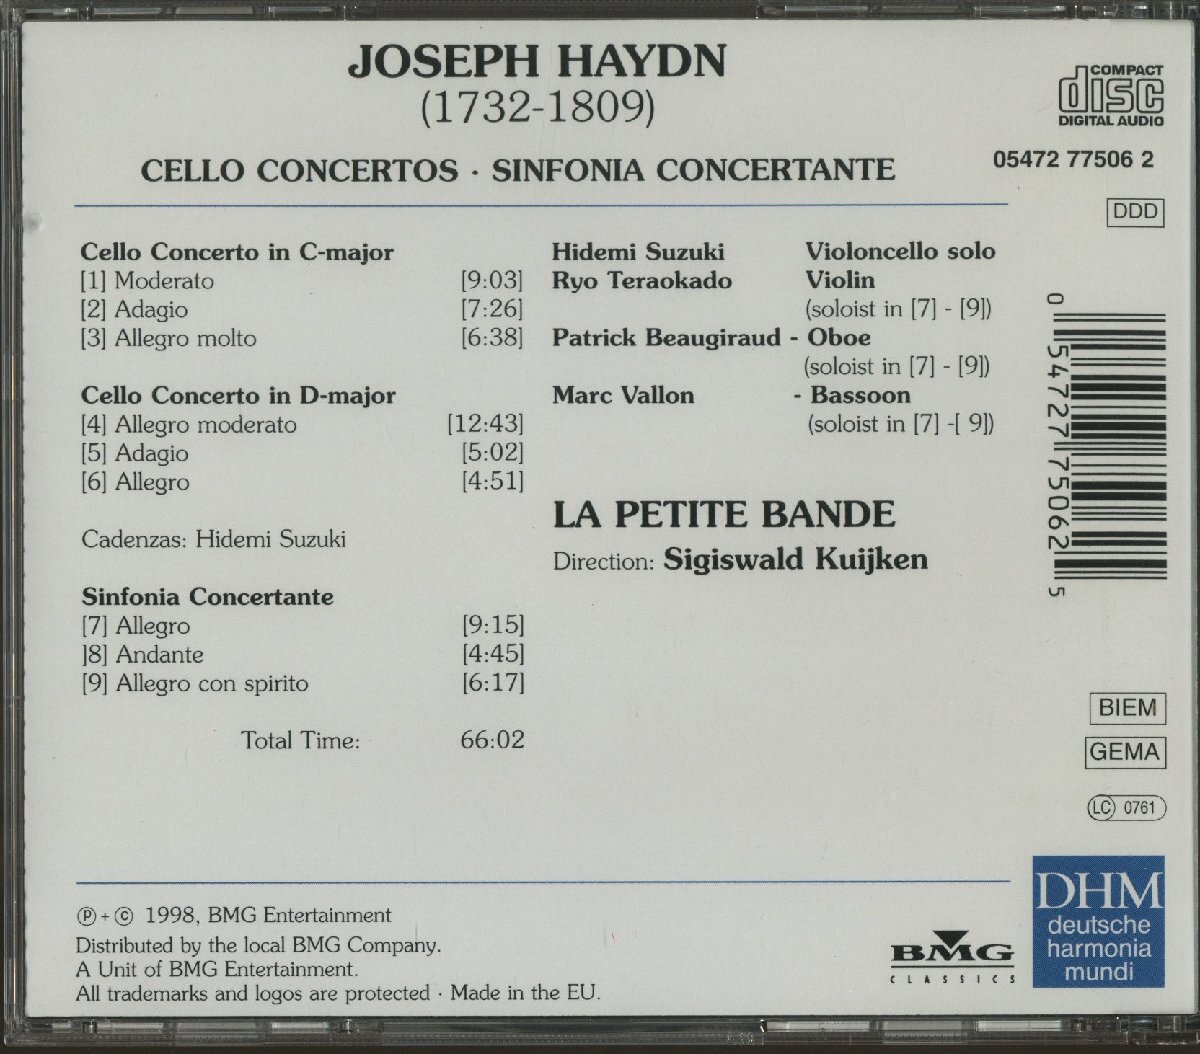 JOSEPH HAYDN
(1732-1809)
CELLO CONCERTOS · SINFONIA CONCERTANTE
COMPACT
disc
DIGITAL AUDIO
05472 77506 2
DDD
Cello Concerto in C-major
[1] Moderato [9:03]
[2] Adagio [7:26]
[3] Allegro molto [6:38]
Cello Concerto in D-major
[4] Allegro moderato [12:43]
[5] Adagio [5:02]
[6] Allegro [4:51]
Cadenzas: Hidemi Suzuki
Sinfonia Concertante
[7] Allegro [9:15]
]8] Andante [4:45]
[9] Allegro con spirito [6:17]
Total Time: 66:02
Hidemi Suzuki Violoncello solo
Ryo Teraokado Violin
(soloist in [7] - [9])
Patrick Beaugiraud - Oboe
(soloist in [7] - [9])
Marc Vallon - Bassoon
(soloist in [7] -[ 9])
LA PETITE BANDE
Direction: Sigiswald Kuijken
0 54727 75062 5
BIEM
GEMA
LC 0761
℗ + © 1998, BMG Entertainment
Distributed by the local BMG Company.
A Unit of BMG Entertainment.
All trademarks and logos are protected · Made in the EU.
BMG
CLASSICS
DHM
deutsche
harmonia
mundi